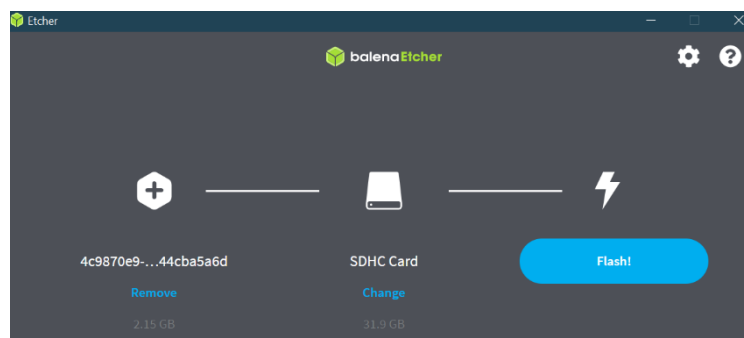 Etcher
balenaEtcher
4c9870e9-...44cba5a6d
SDHC Card
Flash!
Remove
Change
2.15 GB
31.9 GB